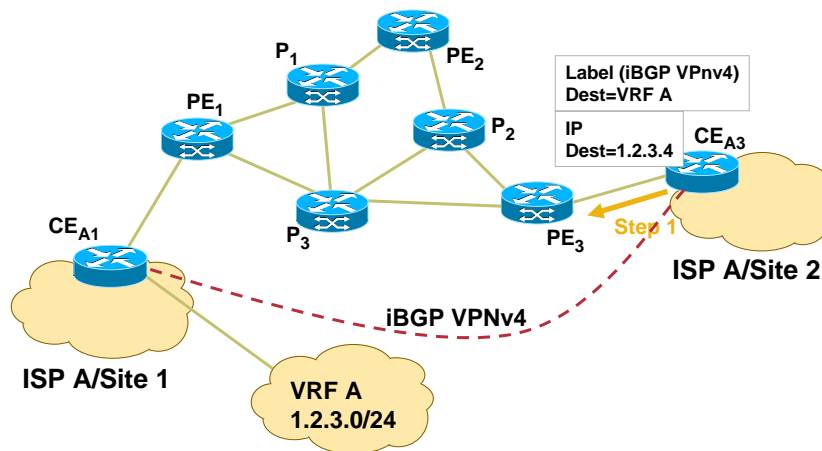 P1
PE2
Label (iBGP VPnv4)
Dest=VRF A
PE1
P2
IP
Dest=1.2.3.4
CEA3
CEA1
P3
PE3
Step 1
ISP A/Site 2
iBGP VPNv4
ISP A/Site 1
VRF A
1.2.3.0/24